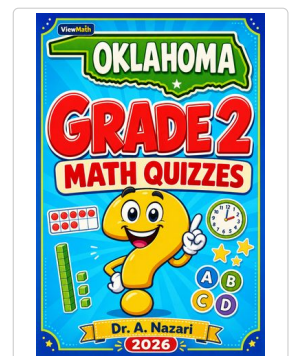 ViewMath
OKLAHOMA
GRADE 2
MATH QUIZZES
A B
C D
Dr. A. Nazari
2026